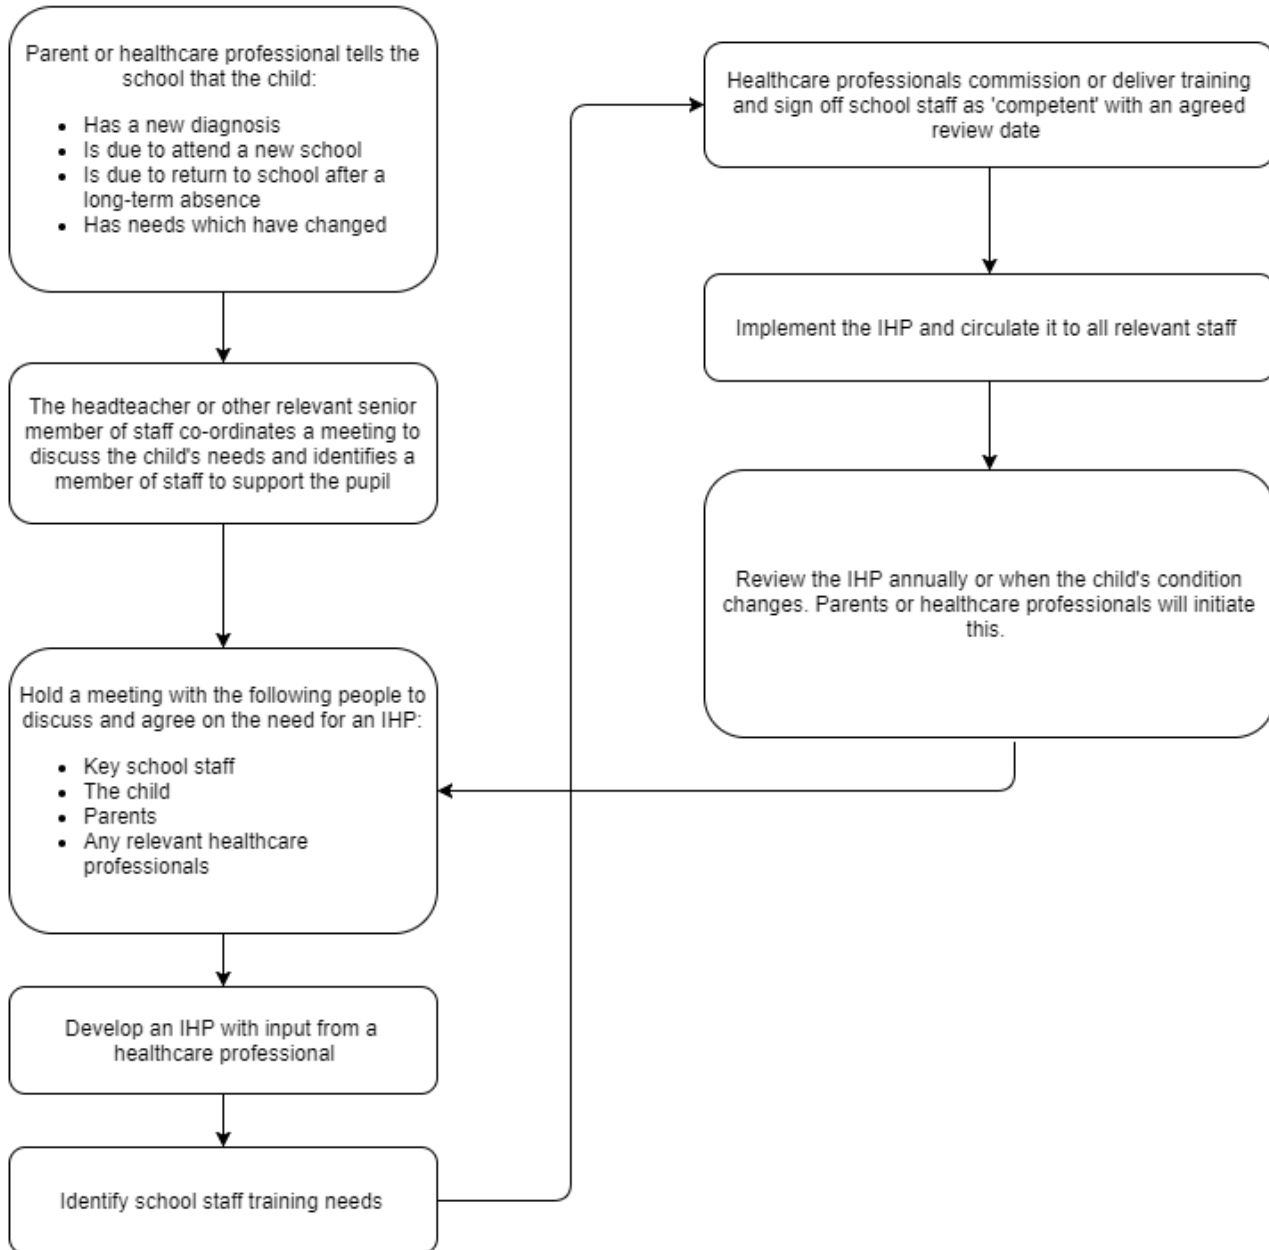 Parent or healthcare professional tells the
school that the child:
• Has a new diagnosis
• Is due to attend a new school
• Is due to return to school after a
long-term absence
• Has needs which have changed
The headteacher or other relevant senior
member of staff co-ordinates a meeting to
discuss the child's needs and identifies a
member of staff to support the pupil
Hold a meeting with the following people to
discuss and agree on the need for an IHP:
• Key school staff
• The child
• Parents
• Any relevant healthcare
professionals
Develop an IHP with input from a
healthcare professional
Identify school staff training needs
Healthcare professionals commission or deliver training
and sign off school staff as 'competent' with an agreed
review date
Implement the IHP and circulate it to all relevant staff
Review the IHP annually or when the child's condition
changes. Parents or healthcare professionals will initiate
this.